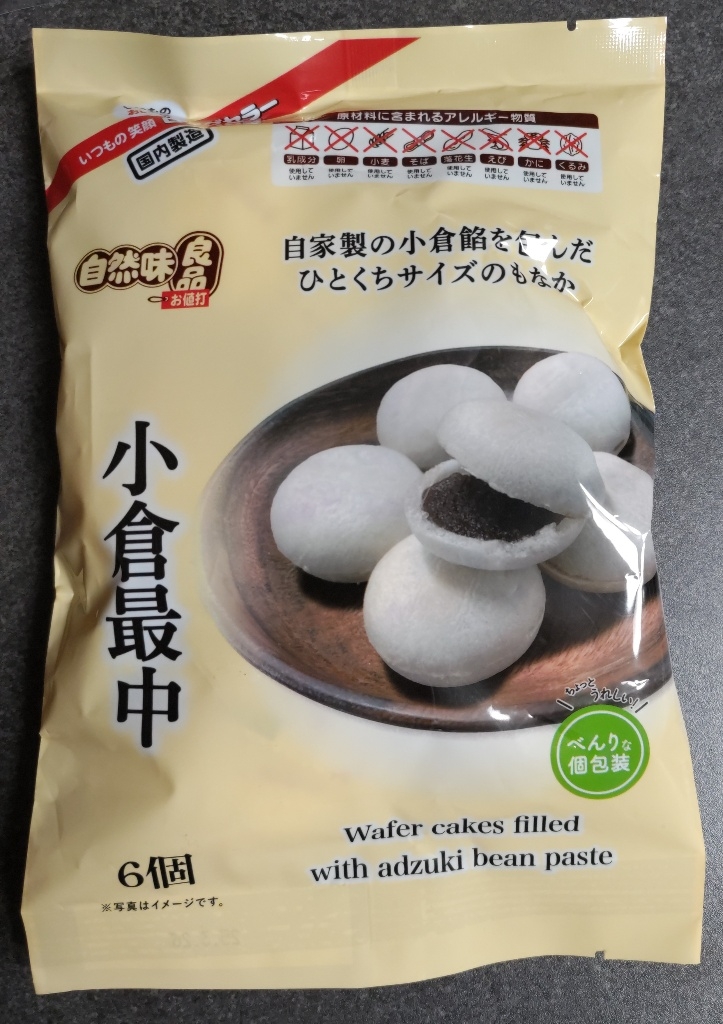 いつもの笑顔
国内製造
原材料に含まれるアレルギー物質
乳成分 卵 小麦 そば 落花生 えび かに くるみ
使用していません 使用していません 使用していません 使用していません 使用していません 使用していません 使用していません 使用していません
自然味良品
お値打
自家製の小倉餡を包んだ
ひとくちサイズのもなか
小倉最中
ちょっと
うれしい!
べんりな
個包装
Wafer cakes filled
with adzuki bean paste
6個
※写真はイメージです。